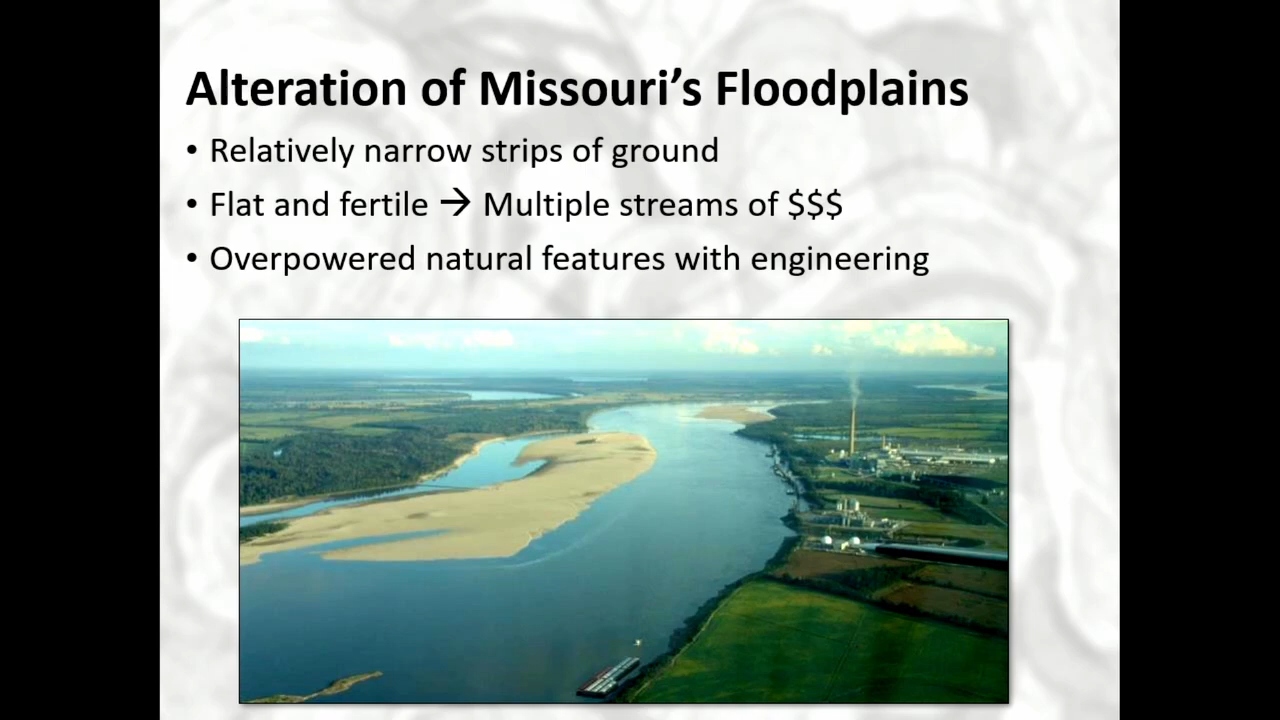 Alteration of Missouri’s Floodplains
• Relatively narrow strips of ground
• Flat and fertile → Multiple streams of $$$
• Overpowered natural features with engineering